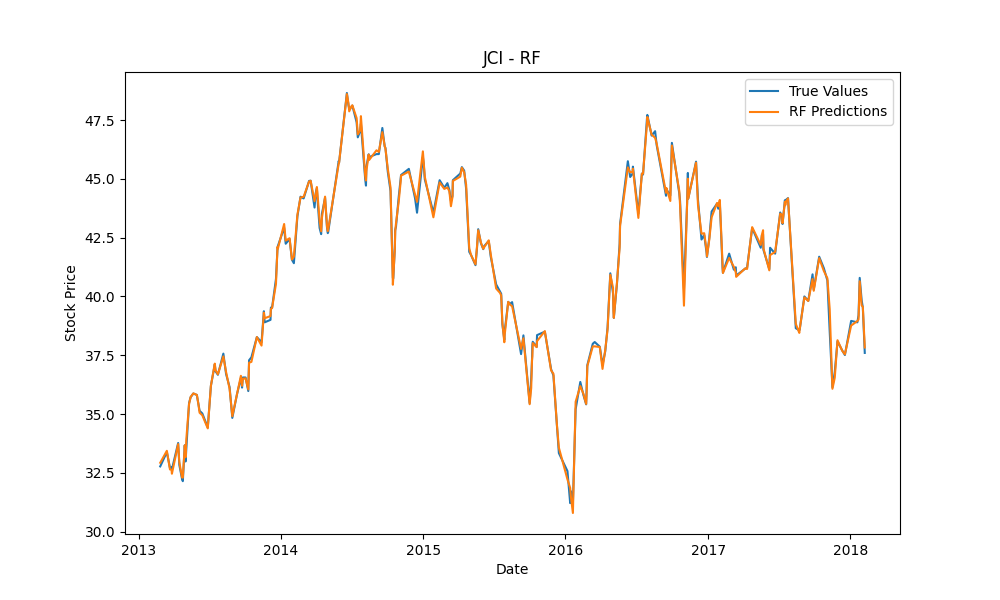 JCI - RF
True Values
RF Predictions
Stock Price
47.5
45.0
42.5
40.0
37.5
35.0
32.5
30.0
2013
2014
2015
2016
2017
2018
Date